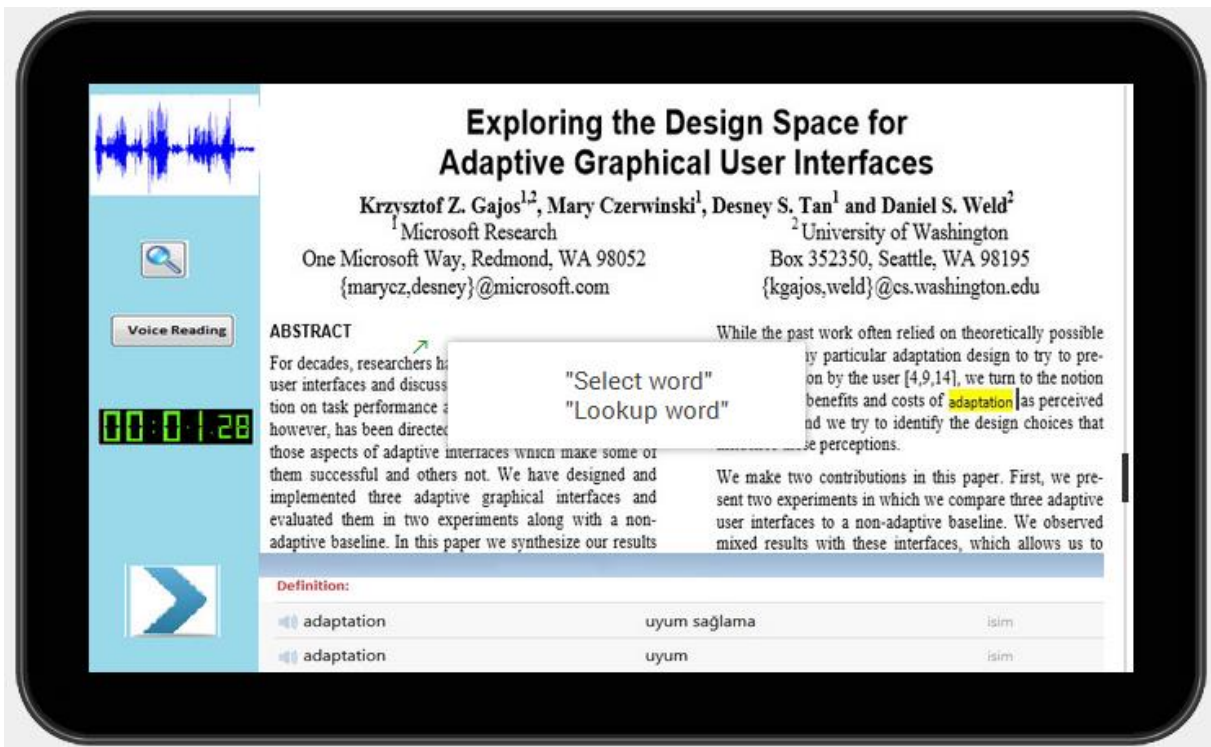 Exploring the Design Space for
Adaptive Graphical User Interfaces
Krzysztof Z. Gajos1,2, Mary Czerwinski1, Desney S. Tan1 and Daniel S. Weld2
1 Microsoft Research
One Microsoft Way, Redmond, WA 98052
{marycz,desney}@microsoft.com
2 University of Washington
Box 352350, Seattle, WA 98195
{kgajos,weld}@cs.washington.edu
Voice Reading
00:01:28
ABSTRACT
For decades, researchers
user interfaces and discuss
tion on task performance
however, has been directed
those aspects of adaptive interfaces which make some of
them successful and others not. We have designed and
implemented three adaptive graphical interfaces and
evaluated them in two experiments along with a non-
adaptive baseline. In this paper we synthesize our results
"Select word"
"Lookup word"
While the past work often relied on theoretically possible
particular adaptation design to try to pre-
on by the user [4,9,14], we turn to the notion
benefits and costs of adaptation as perceived
we try to identify the design choices that
perceptions.
We make two contributions in this paper. First, we pre-
sent two experiments in which we compare three adaptive
user interfaces to a non-adaptive baseline. We observed
mixed results with these interfaces, which allows us to
Definition:
adaptation uyum sağlama isim
adaptation uyum isim